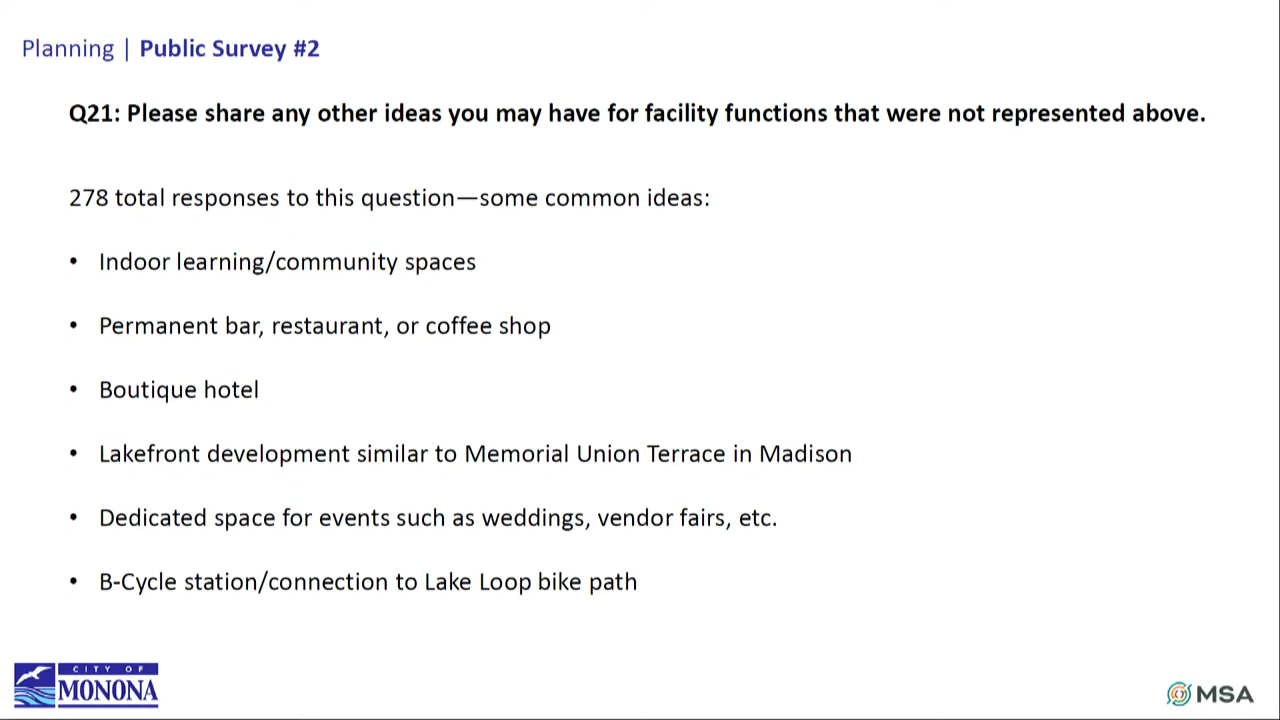 Planning | Public Survey #2
Q21: Please share any other ideas you may have for facility functions that were not represented above.
278 total responses to this question—some common ideas:
• Indoor learning/community spaces
• Permanent bar, restaurant, or coffee shop
• Boutique hotel
• Lakefront development similar to Memorial Union Terrace in Madison
• Dedicated space for events such as weddings, vendor fairs, etc.
• B-Cycle station/connection to Lake Loop bike path
CITY OF
MONONA
MSA